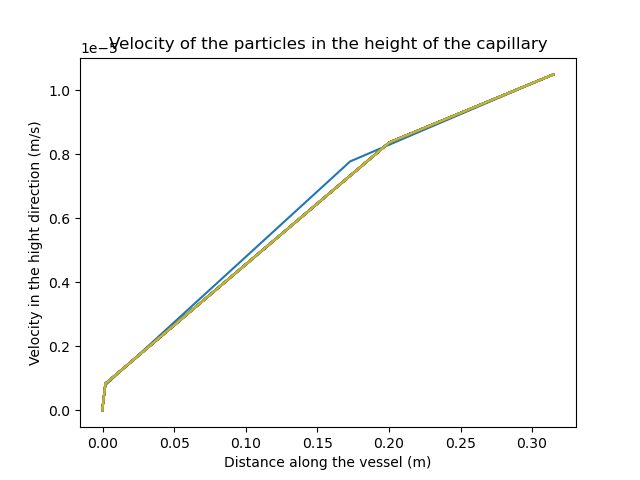 Velocity of the particles in the height of the capillary
1e−5
1.0
0.8
0.6
0.4
0.2
0.0
Velocity in the hight direction (m/s)
0.00 0.05 0.10 0.15 0.20 0.25 0.30
Distance along the vessel (m)